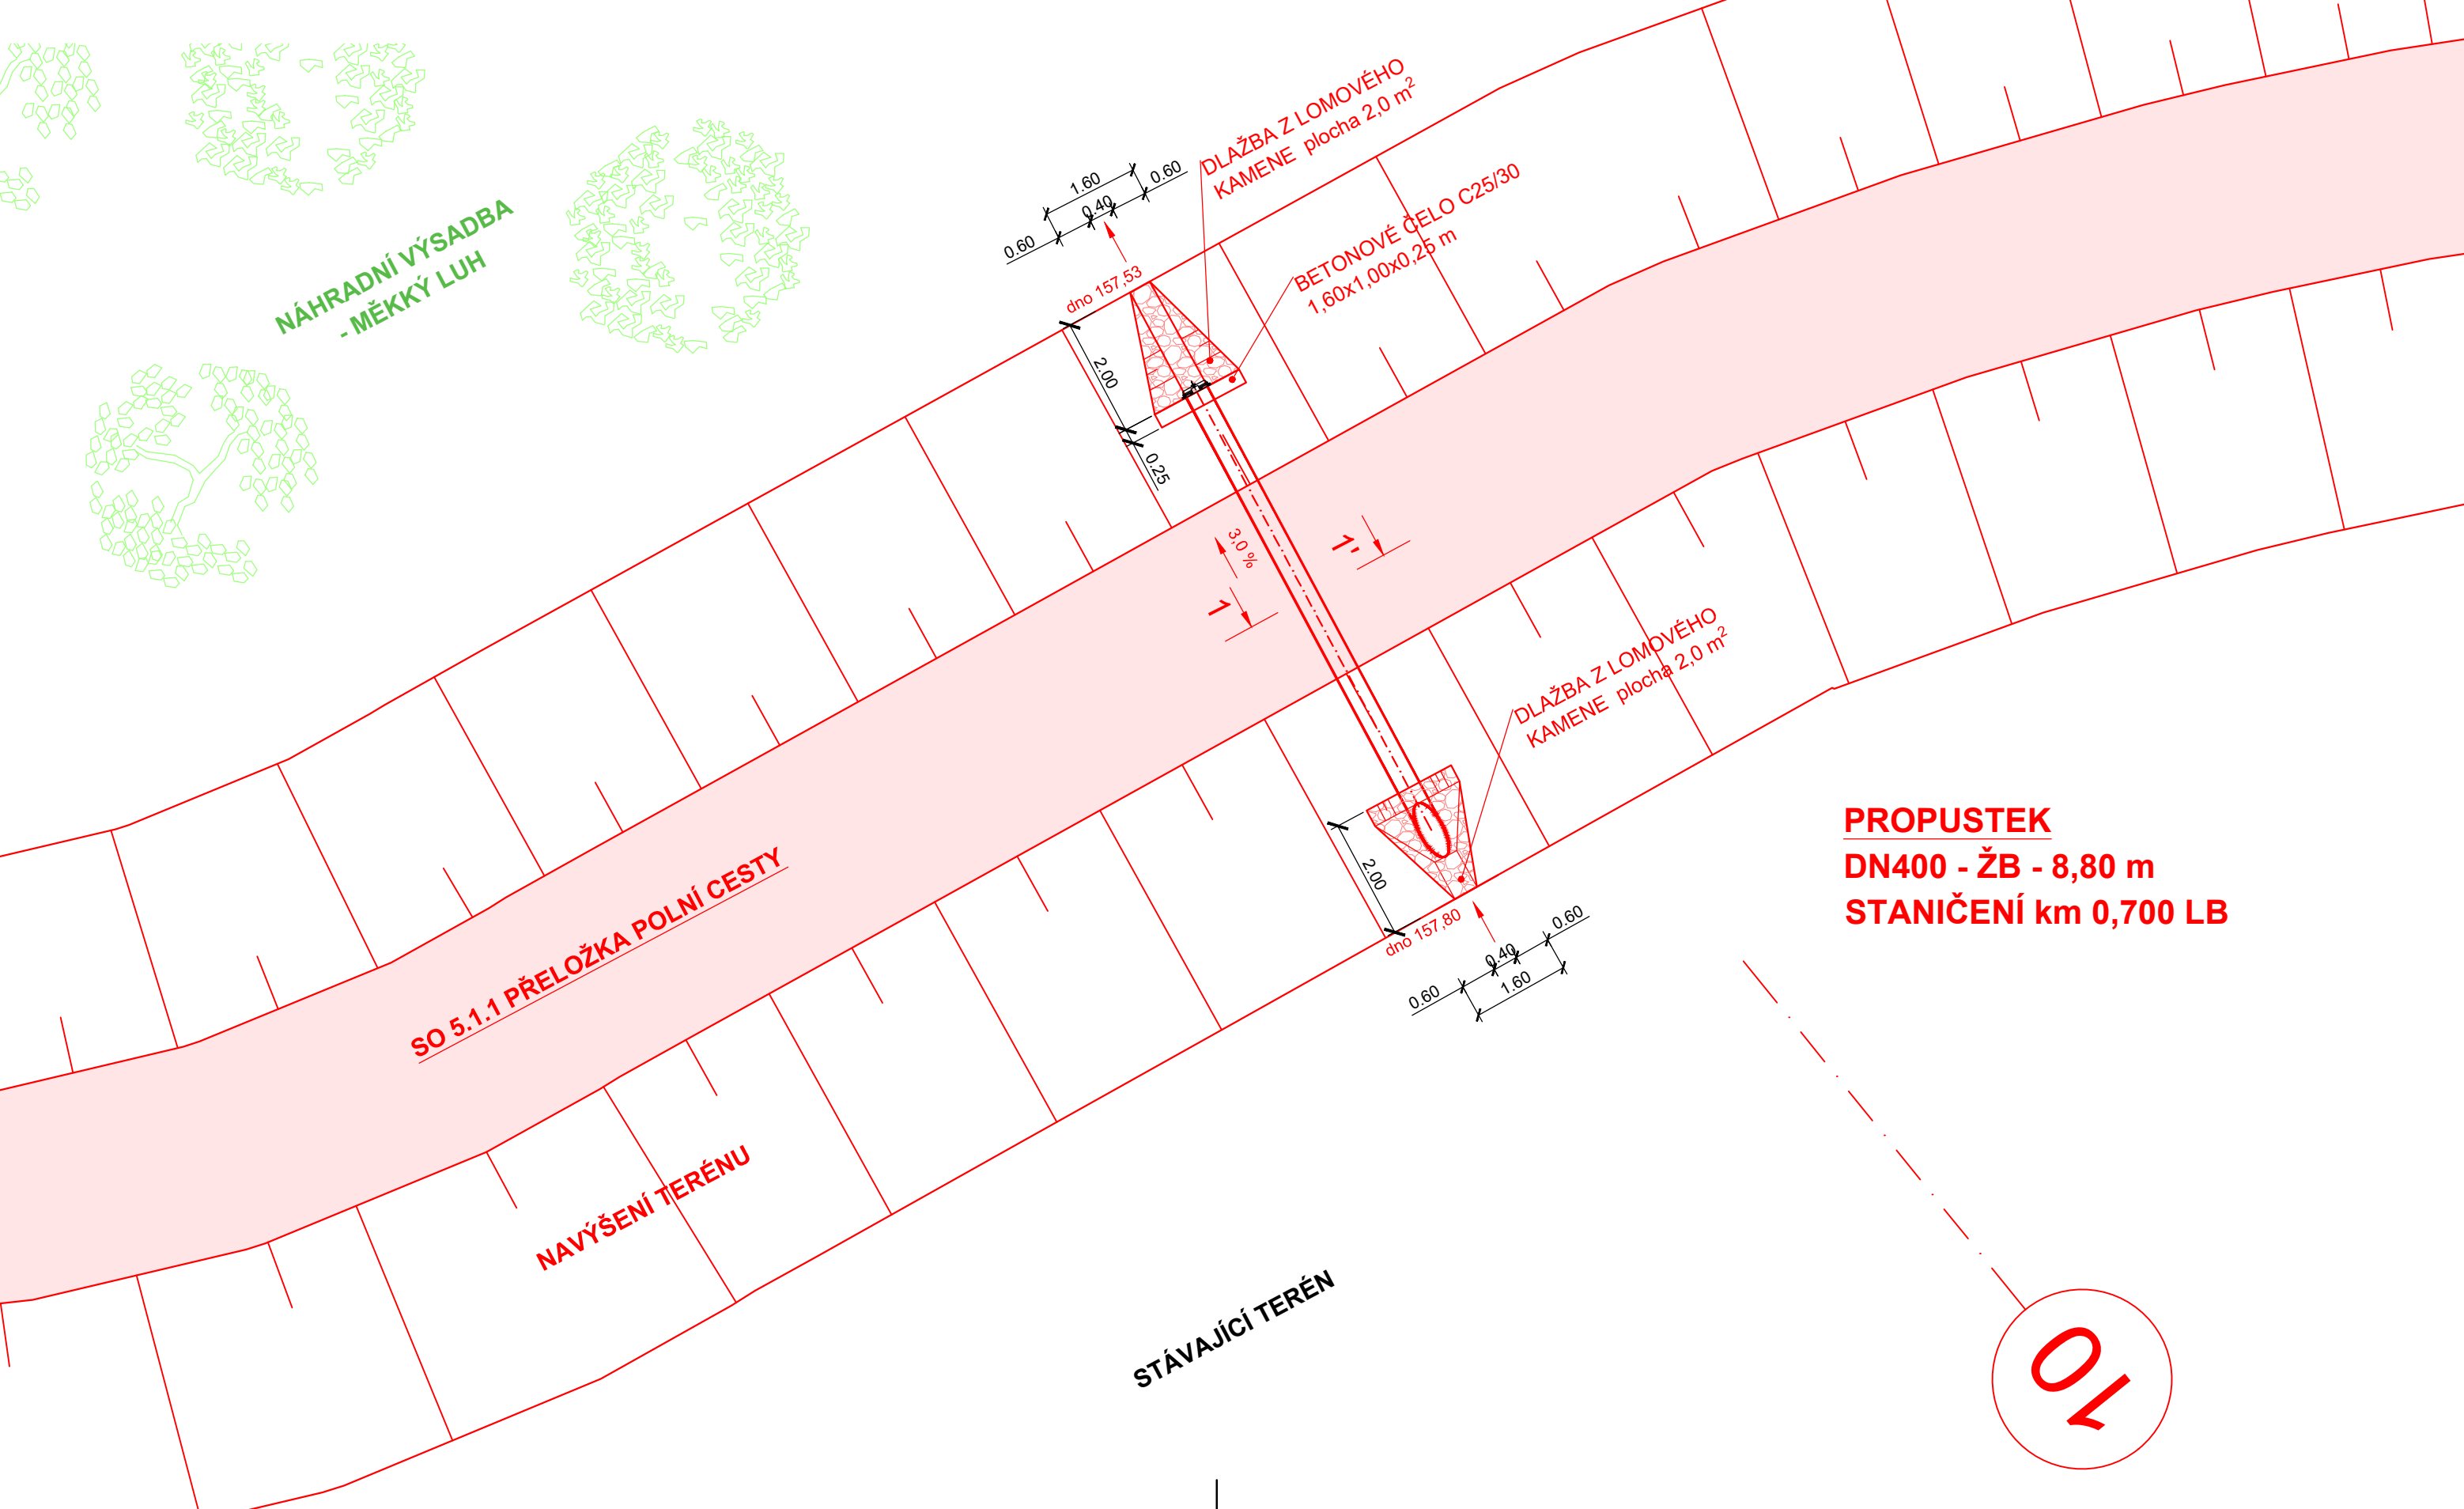 DLAŽBA Z LOMOVÉHO
KAMENE plocha 2,0 m²
1.60
0.60
0.40
0.60
BETONOVÉ ČELO C25/30
1,60x1,00x0,25 m
NÁHRADNÍ VÝSADBA
- MĚKKÝ LUH
dno 157,53
2.00
0.25
3,0 %
1
1'
DLAŽBA Z LOMOVÉHO
KAMENE plocha 2,0 m²
PROPUSTEK
DN400 - ŽB - 8,80 m
STANIČENÍ km 0,700 LB
2.00
dno 157,80
0.60
0.40
0.60
1.60
SO 5.1.1 PŘELOŽKA POLNÍ CESTY
NAVÝŠENÍ TERÉNU
STÁVAJÍCÍ TERÉN
10